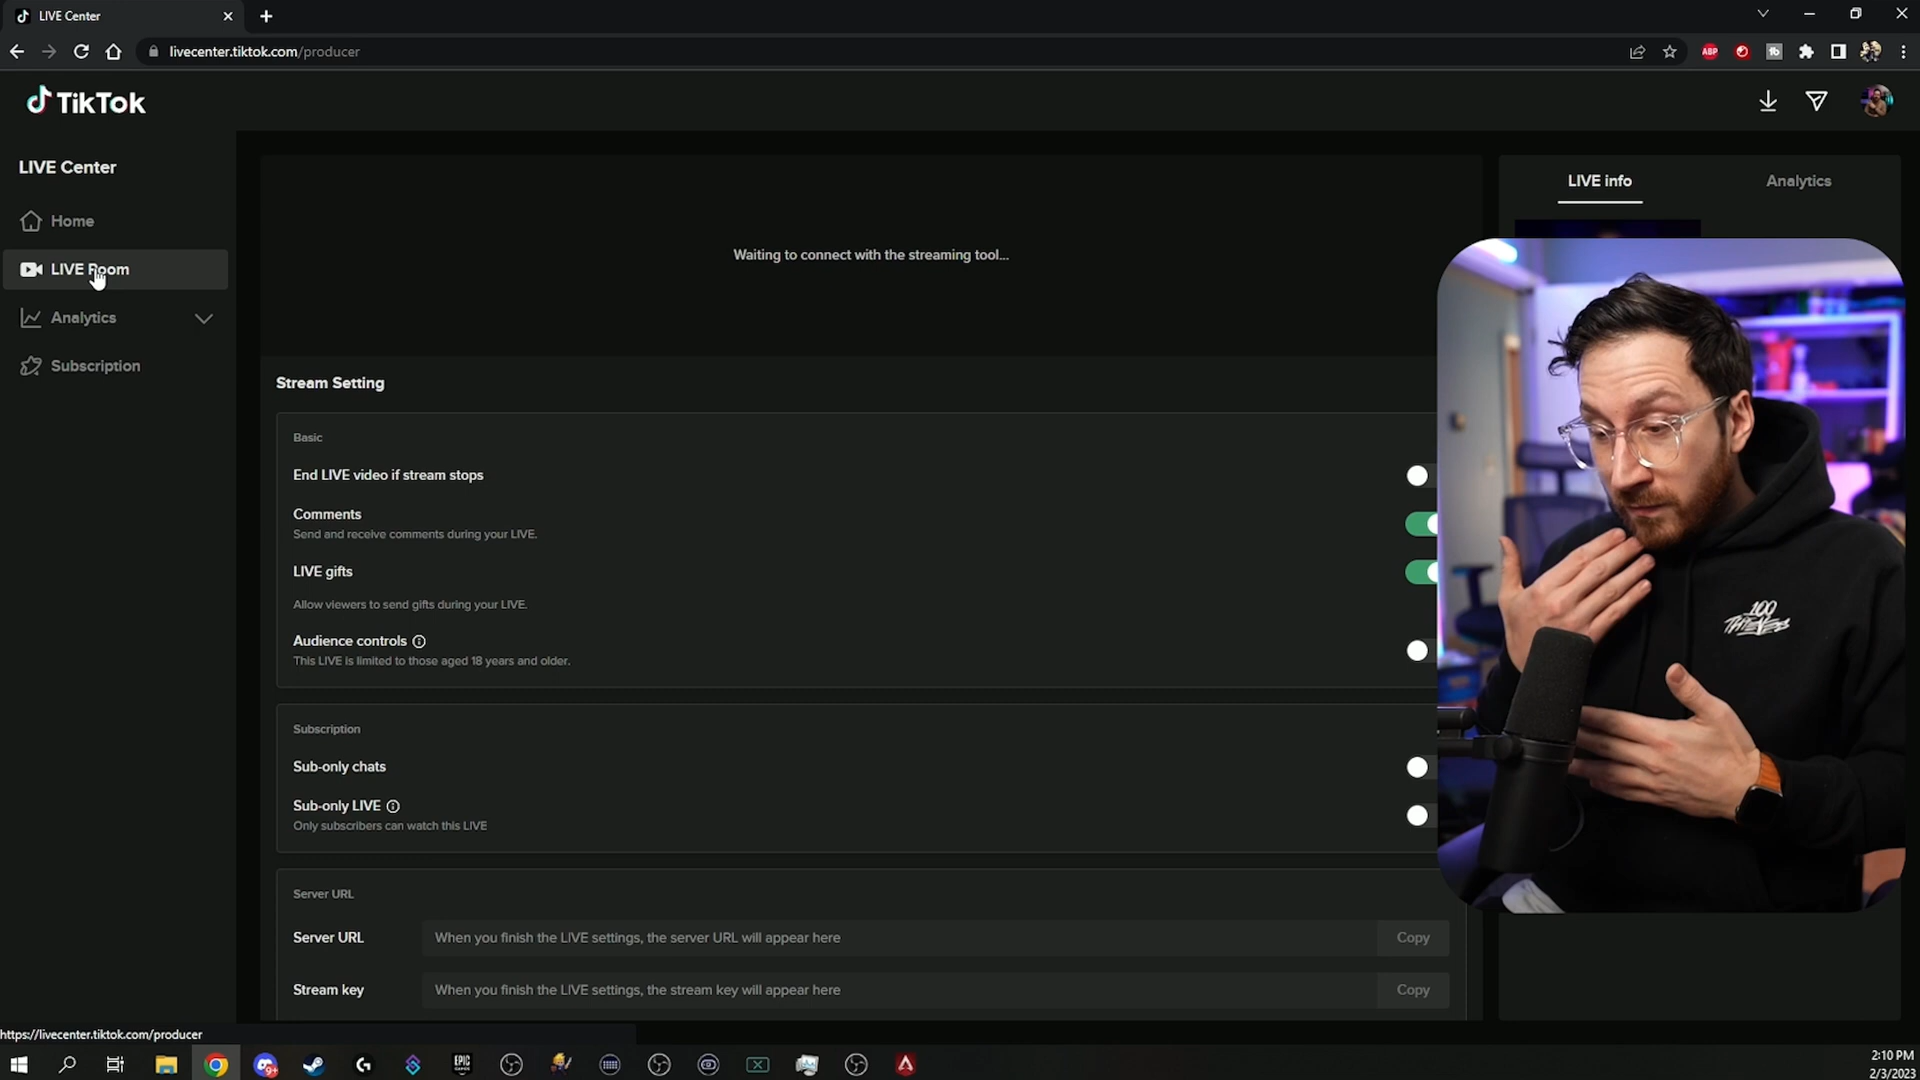 LIVE Center
livecenter.tiktok.com/producer
ABP
TikTok
LIVE Center
Home
LIVE Room
Analytics
Subscription
Waiting to connect with the streaming tool...
LIVE info
Analytics
Stream Setting
Basic
End LIVE video if stream stops
Comments
Send and receive comments during your LIVE.
LIVE gifts
Allow viewers to send gifts during your LIVE.
Audience controls
This LIVE is limited to those aged 18 years and older.
Subscription
Sub-only chats
Sub-only LIVE
Only subscribers can watch this LIVE
Server URL
Server URL
When you finish the LIVE settings, the server URL will appear here
Copy
Stream key
When you finish the LIVE settings, the stream key will appear here
Copy
100
THIEVES
https://livecenter.tiktok.com/producer
9+
EPIC
GAMES
2:10 PM
2/3/2023